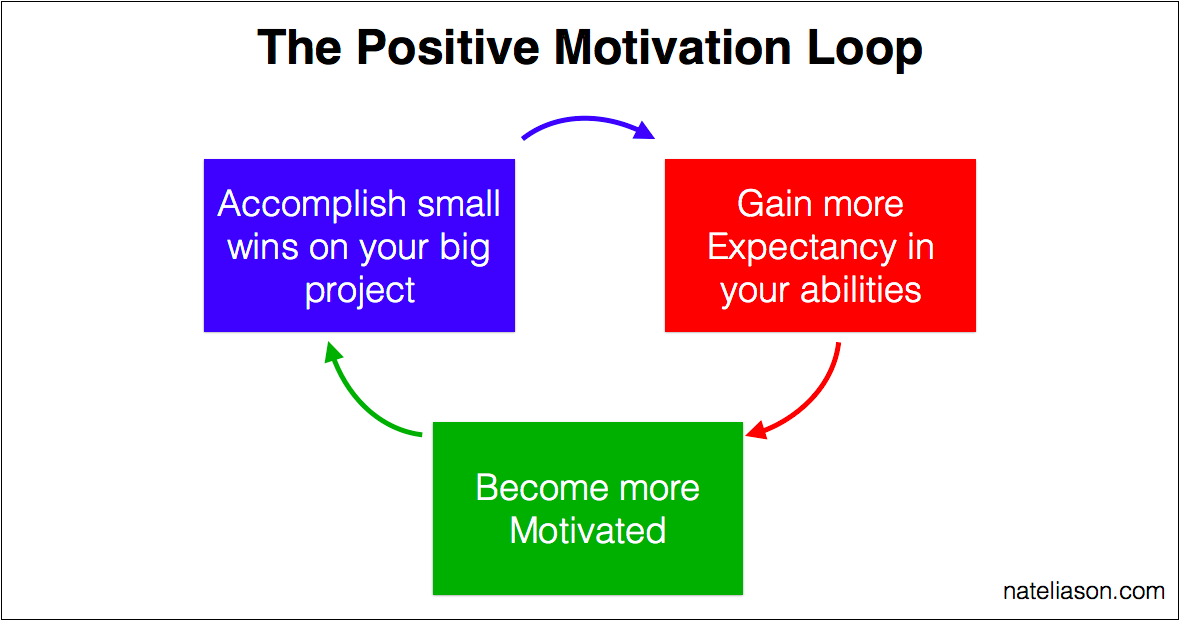 The Positive Motivation Loop
Accomplish small
wins on your big
project
Gain more
Expectancy in
your abilities
Become more
Motivated
nateliason.com